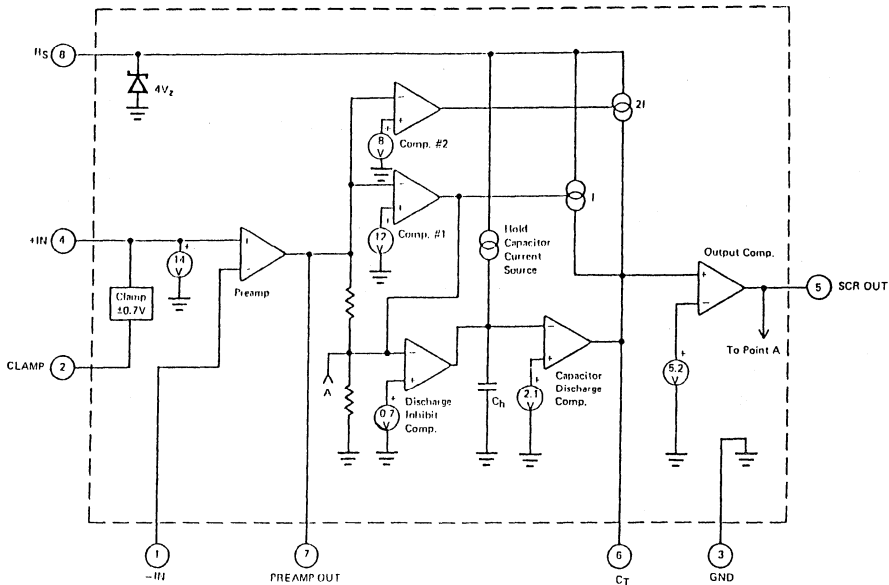 RS
8
4Vz
+
8
V
Comp. #2
2I
+IN
4
+
14
V
Preamp
+
12
V
Comp. #1
I
Hold
Capacitor
Current
Source
Output Comp.
5
SCR OUT
Clamp
±0.7V
To Point A
CLAMP
2
A
+
0.7
V
Discharge
Inhibit
Comp.
Ch
+
2.1
V
Capacitor
Discharge
Comp.
+
5.2
V
1
−IN
7
PREAMP OUT
6
CT
3
GND